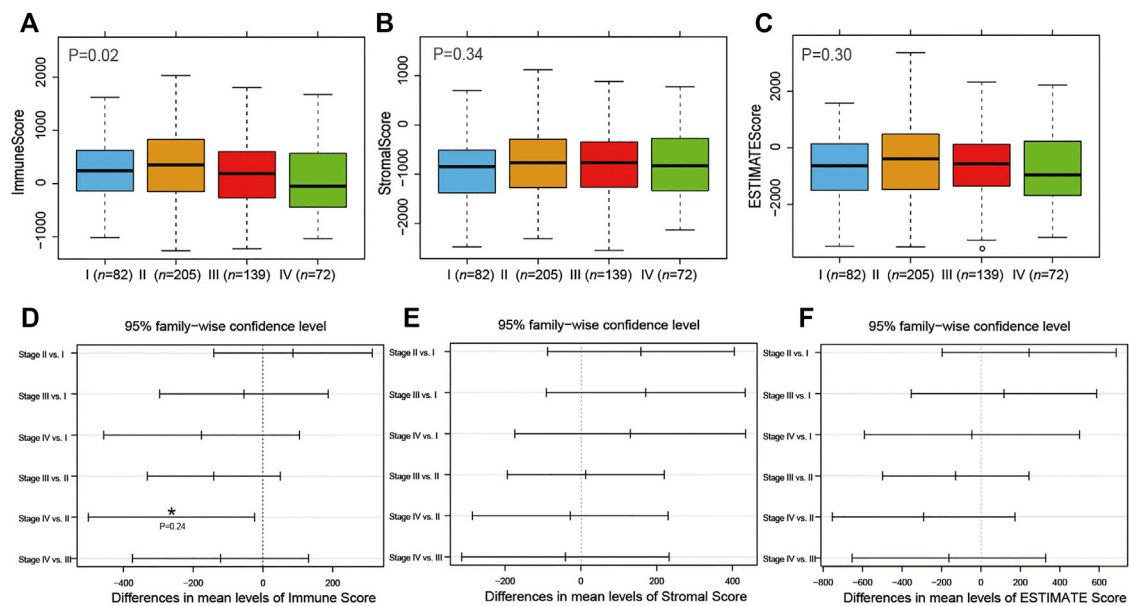 A
P=0.02
ImmuneScore
2000
1000
0
-1000
I (n=82) II (n=205) III (n=139) IV (n=72)
B
P=0.34
StromalScore
1000
0
-1000
-2000
I (n=82) II (n=205) III (n=139) IV (n=72)
C
P=0.30
ESTIMATEScore
2000
0
-2000
I (n=82) II (n=205) III (n=139) IV (n=72)
D
95% family-wise confidence level
Stage II vs. I
Stage III vs. I
Stage IV vs. I
Stage III vs. II
Stage IV vs. II
*
P=0.24
Stage IV vs. III
-400 -200 0 200
Differences in mean levels of Immune Score
E
95% family-wise confidence level
Stage II vs. I
Stage III vs. I
Stage IV vs. I
Stage III vs. II
Stage IV vs. II
Stage IV vs. III
-200 0 200 400
Differences in mean levels of Stromal Score
F
95% family-wise confidence level
Stage II vs. I
Stage III vs. I
Stage IV vs. I
Stage III vs. II
Stage IV vs. II
Stage IV vs. III
-800 -600 -400 -200 0 200 400 600
Differences in mean levels of ESTIMATE Score